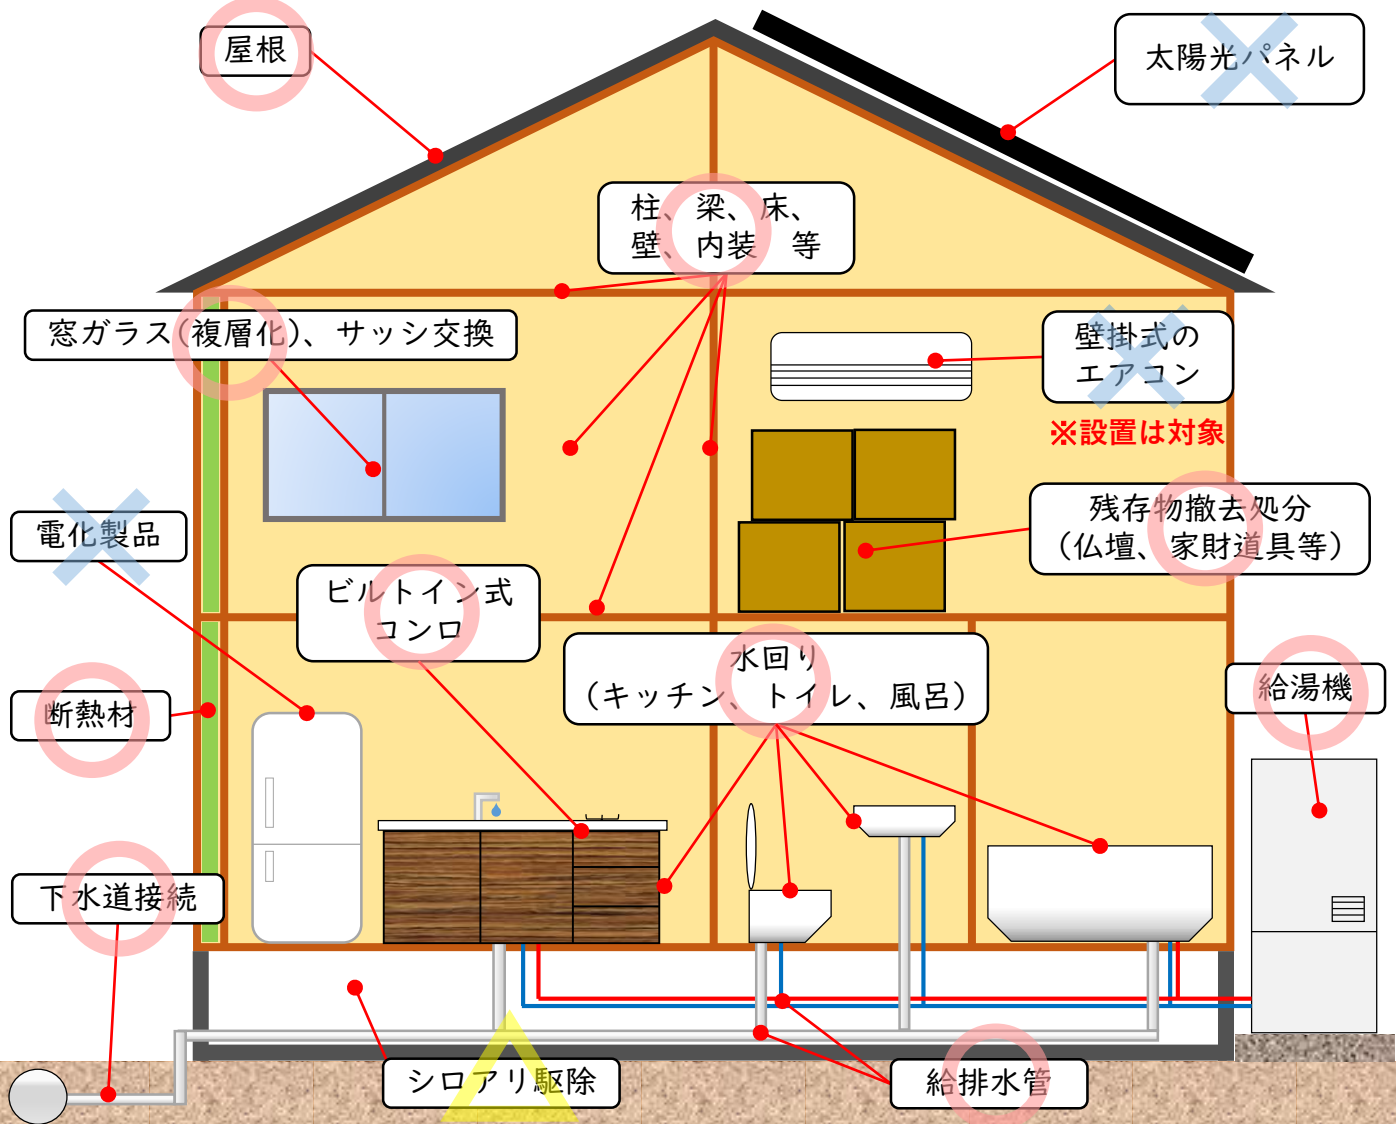 屋根
太陽光パネル
柱、梁、床、
壁、内装　等
窓ガラス(複層化)、サッシ交換
壁掛式の
エアコン
※設置は対象
電化製品
残存物撤去処分
(仏壇、家財道具等)
ビルトイン式
コンロ
水回り
(キッチン、トイレ、風呂)
断熱材
給湯機
下水道接続
シロアリ駆除
給排水管